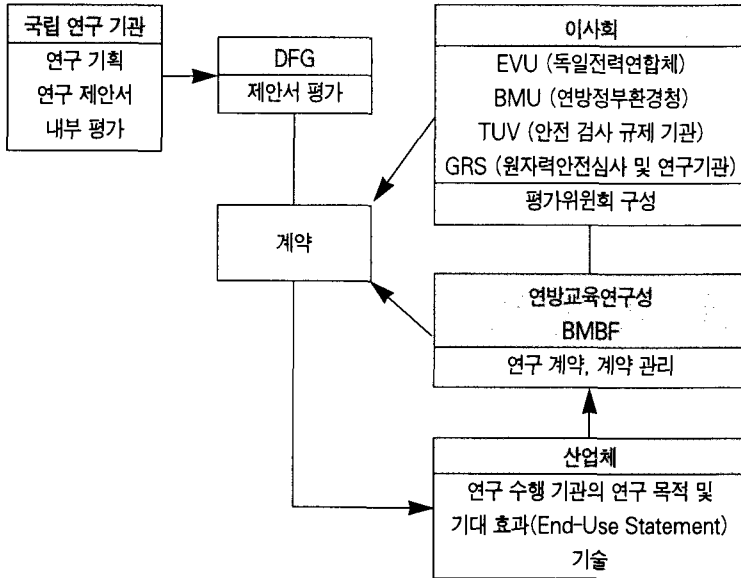 국립 연구 기관
연구 기획
연구 제안서
내부 평가
DFG
제안서 평가
이사회
EVU (독일전력연합체)
BMU (연방정부환경청)
TUV (안전 검사 규제 기관)
GRS (원자력안전심사 및 연구기관)
평가위원회 구성
계약
연방교육연구성
BMBF
연구 계약, 계약 관리
산업체
연구 수행 기관의 연구 목적 및
기대 효과(End-Use Statement)
기술